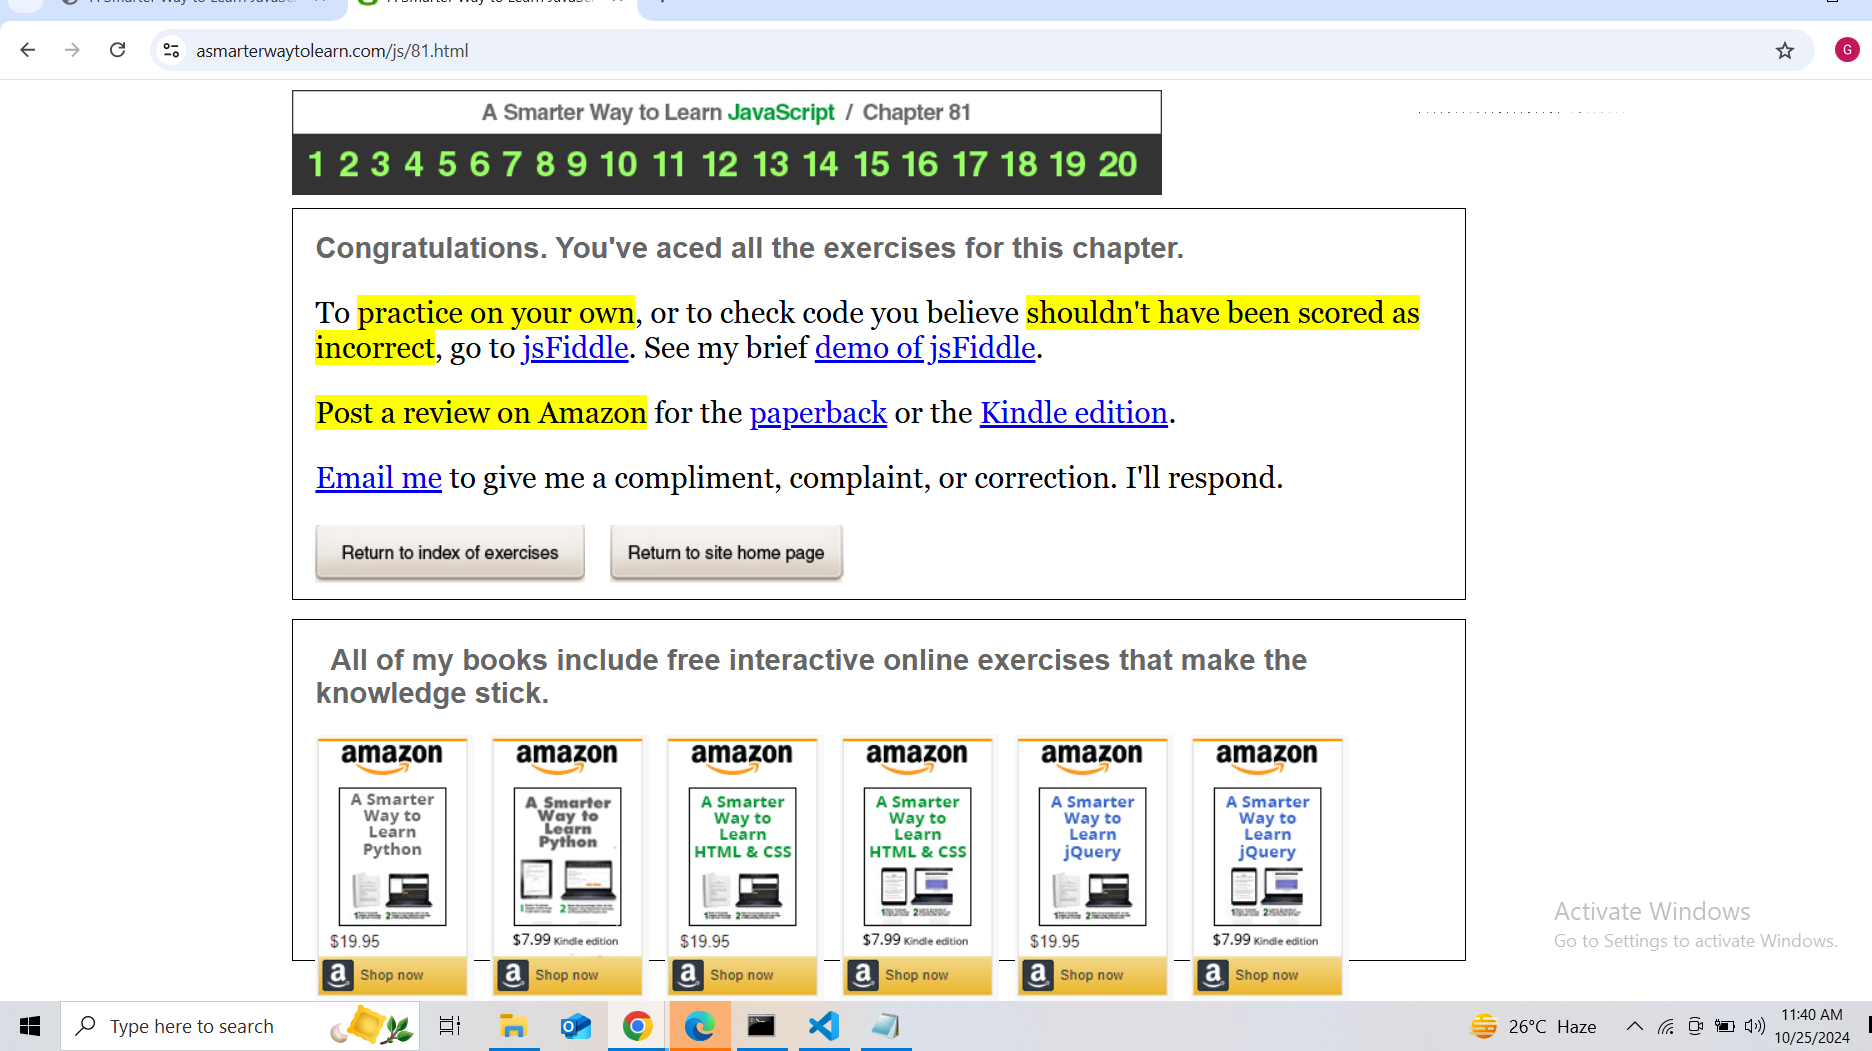 asmarterwaytolearn.com/js/81.html
G
A Smarter Way to Learn JavaScript / Chapter 81
1 2 3 4 5 6 7 8 9 10 11 12 13 14 15 16 17 18 19 20
Congratulations. You've aced all the exercises for this chapter.
To practice on your own, or to check code you believe shouldn't have been scored as
incorrect, go to jsFiddle. See my brief demo of jsFiddle.
Post a review on Amazon for the paperback or the Kindle edition.
Email me to give me a compliment, complaint, or correction. I'll respond.
Return to index of exercises
Return to site home page
All of my books include free interactive online exercises that make the
knowledge stick.
amazon
A Smarter
Way to
Learn
Python
$19.95
a Shop now
amazon
A Smarter
Way to
Learn
Python
$7.99 Kindle edition
a Shop now
amazon
A Smarter
Way to
Learn
HTML & CSS
$19.95
a Shop now
amazon
A Smarter
Way to
Learn
HTML & CSS
$7.99 Kindle edition
a Shop now
amazon
A Smarter
Way to
Learn
jQuery
$19.95
a Shop now
amazon
A Smarter
Way to
Learn
jQuery
$7.99 Kindle edition
a Shop now
Activate Windows
Go to Settings to activate Windows.
Type here to search
26°C Haze
11:40 AM
10/25/2024